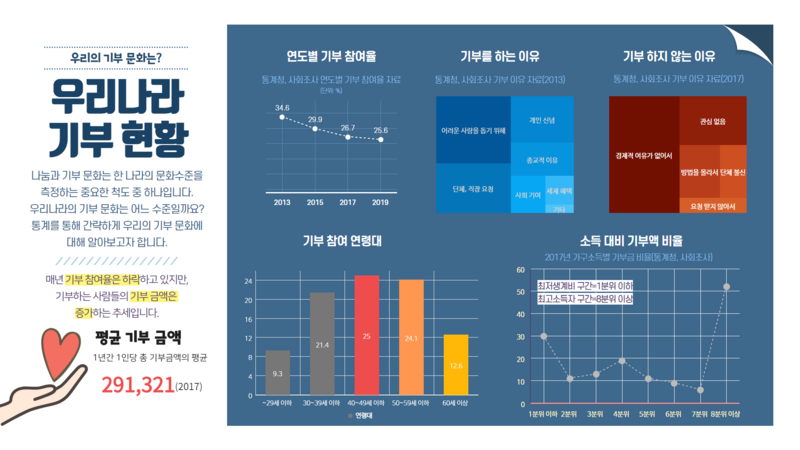 우리의 기부 문화는?
우리나라
기부 현황
나눔과 기부 문화는 한 나라의 문화수준을
측정하는 중요한 척도 중 하나입니다.
우리나라의 기부 문화는 어느 수준일까요?
통계를 통해 간략하게 우리의 기부 문화에
대해 알아보고자 합니다.
매년 기부 참여율은 하락하고 있지만,
기부하는 사람들의 기부 금액은
증가하는 추세입니다.
평균 기부 금액
1년간 1인당 총 기부금액의 평균
291,321(2017)
연도별 기부 참여율
통계청, 사회조사 연도별 기부 참여율 자료
(단위: %)
34.6
29.9
26.7
25.6
2013 2015 2017 2019
기부를 하는 이유
통계청, 사회조사 기부 이유 자료(2013)
어려운 사람을 돕기 위해
개인 신념
종교적 이유
단체, 직장 요청
사회 기여
세제 혜택
기타
기부 하지 않는 이유
통계청, 사회조사 기부 이유 자료(2017)
경제적 여유가 없어서
관심 없음
방법을 몰라서
단체 불신
요청 받지 않아서
기부 참여 연령대
24
20
16
12
8
4
0
9.3
21.4
25
24.1
12.6
~29세 이하 30~39세 이하 40~49세 이하 50~59세 이하 60세 이상
연령대
소득 대비 기부액 비율
2017년 가구소득별 기부금 비율(통계청, 사회조사)
최저생계비 구간=1분위 이하
최고소득자 구간=8분위 이상
60
50
40
30
20
10
0
1분위 이하 2분위 3분위 4분위 5분위 6분위 7분위 8분위 이상